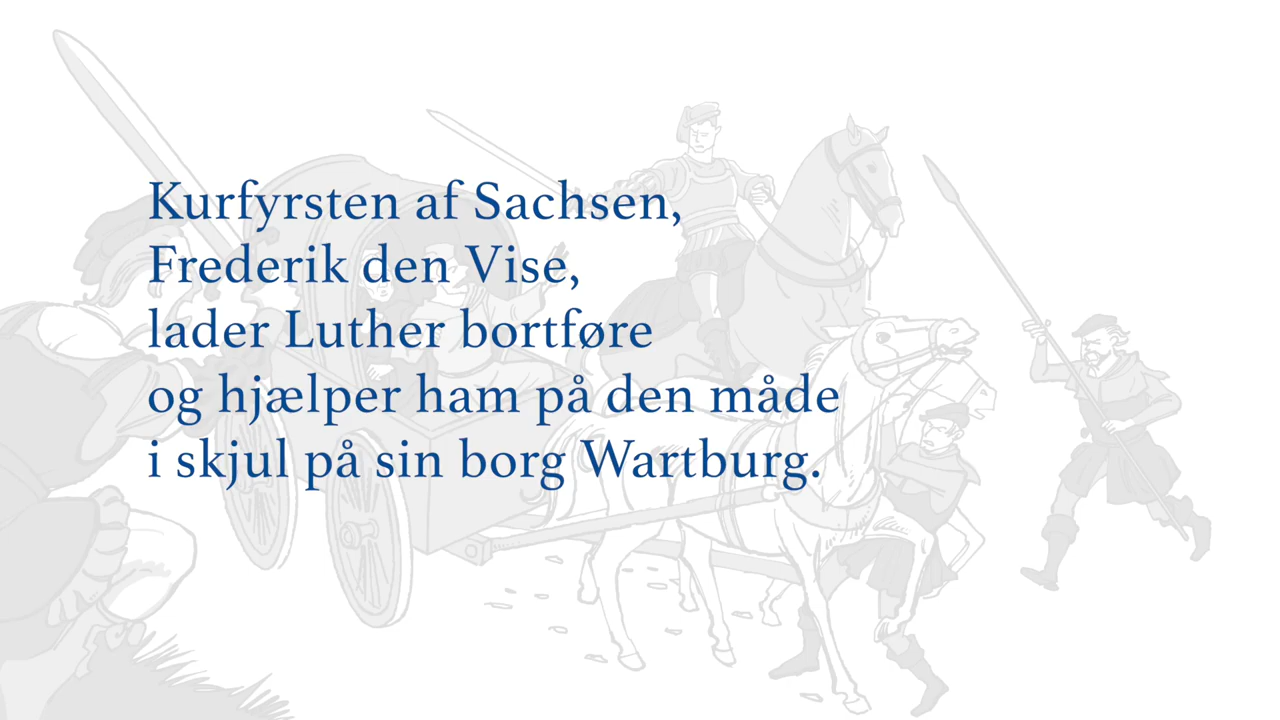 Kurfyrsten af Sachsen,
Frederik den Vise,
lader Luther bortføre
og hjælper ham på den måde
i skjul på sin borg Wartburg.